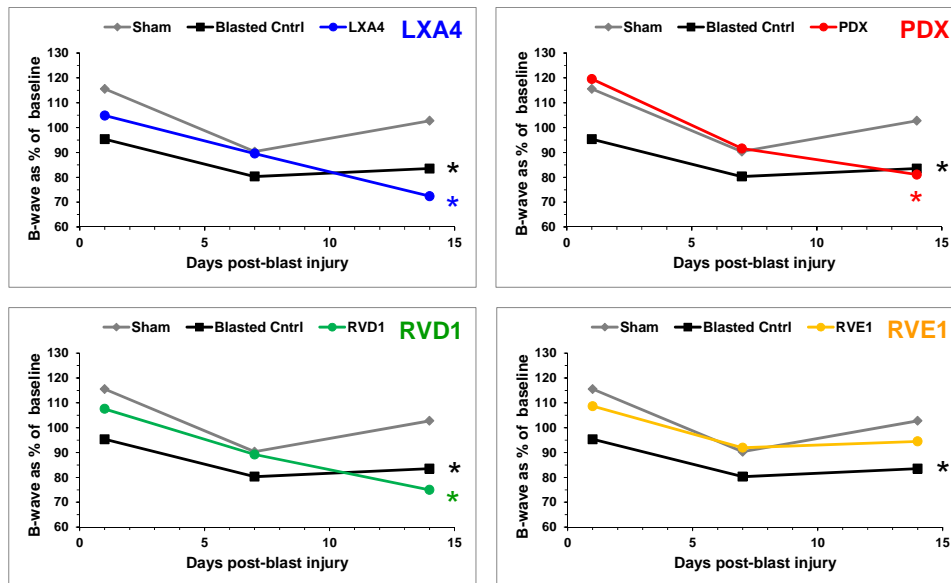 Sham Blasted Cntrl LXA4 LXA4
B-wave as % of baseline
130
120
110
100
90
80
70
60
*
*
0 5 10 15
Days post-blast injury
Sham Blasted Cntrl PDX PDX
B-wave as % of baseline
130
120
110
100
90
80
70
60
*
*
0 5 10 15
Days post-blast injury
Sham Blasted Cntrl RVD1 RVD1
B-wave as % of baseline
130
120
110
100
90
80
70
60
*
*
0 5 10 15
Days post-blast injury
Sham Blasted Cntrl RVE1 RVE1
B-wave as % of baseline
130
120
110
100
90
80
70
60
*
0 5 10 15
Days post-blast injury